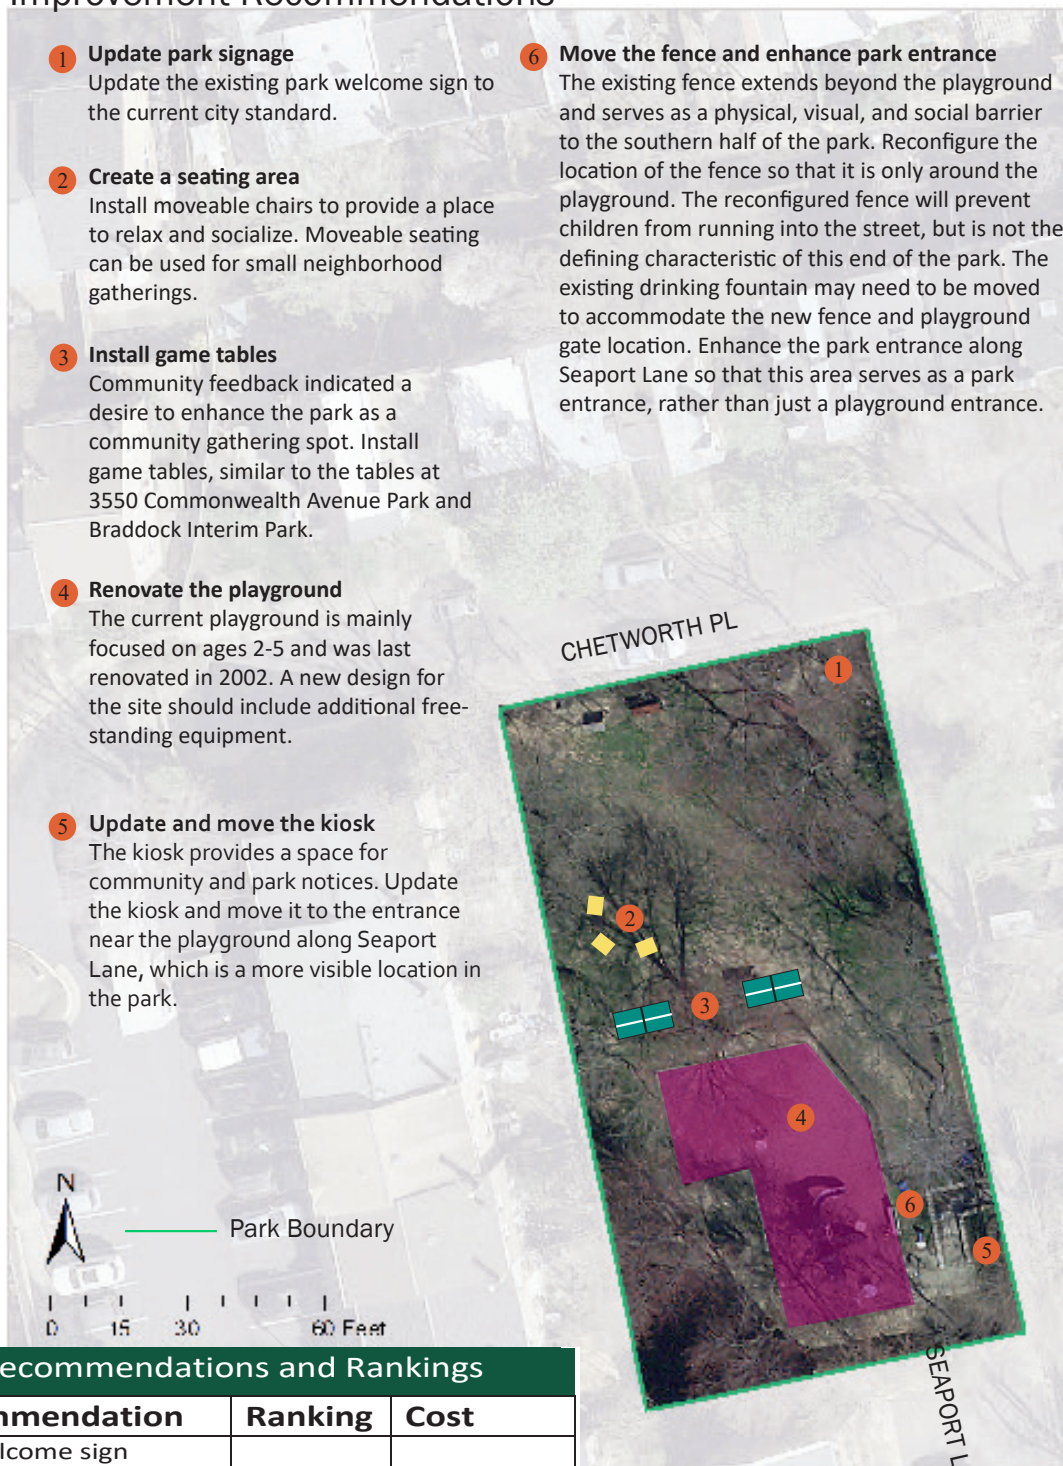 Improvement Recommendations
1 Update park signage
Update the existing park welcome sign to
the current city standard.
2 Create a seating area
Install moveable chairs to provide a place
to relax and socialize. Moveable seating
can be used for small neighborhood
gatherings.
3 Install game tables
Community feedback indicated a
desire to enhance the park as a
community gathering spot. Install
game tables, similar to the tables at
3550 Commonwealth Avenue Park and
Braddock Interim Park.
4 Renovate the playground
The current playground is mainly
focused on ages 2-5 and was last
renovated in 2002. A new design for
the site should include additional free-
standing equipment.
5 Update and move the kiosk
The kiosk provides a space for
community and park notices. Update
the kiosk and move it to the entrance
near the playground along Seaport
Lane, which is a more visible location in
the park.
6 Move the fence and enhance park entrance
The existing fence extends beyond the playground
and serves as a physical, visual, and social barrier
to the southern half of the park. Reconfigure the
location of the fence so that it is only around the
playground. The reconfigured fence will prevent
children from running into the street, but is not the
defining characteristic of this end of the park. The
existing drinking fountain may need to be moved
to accommodate the new fence and playground
gate location. Enhance the park entrance along
Seaport Lane so that this area serves as a park
entrance, rather than just a playground entrance.
CHETWORTH PL
1
2
3
4
6
5
SEAPORT L
N
Park Boundary
0 15 30 60 Feet
ecommendations and Rankings
mmendation Ranking Cost
lcome sign